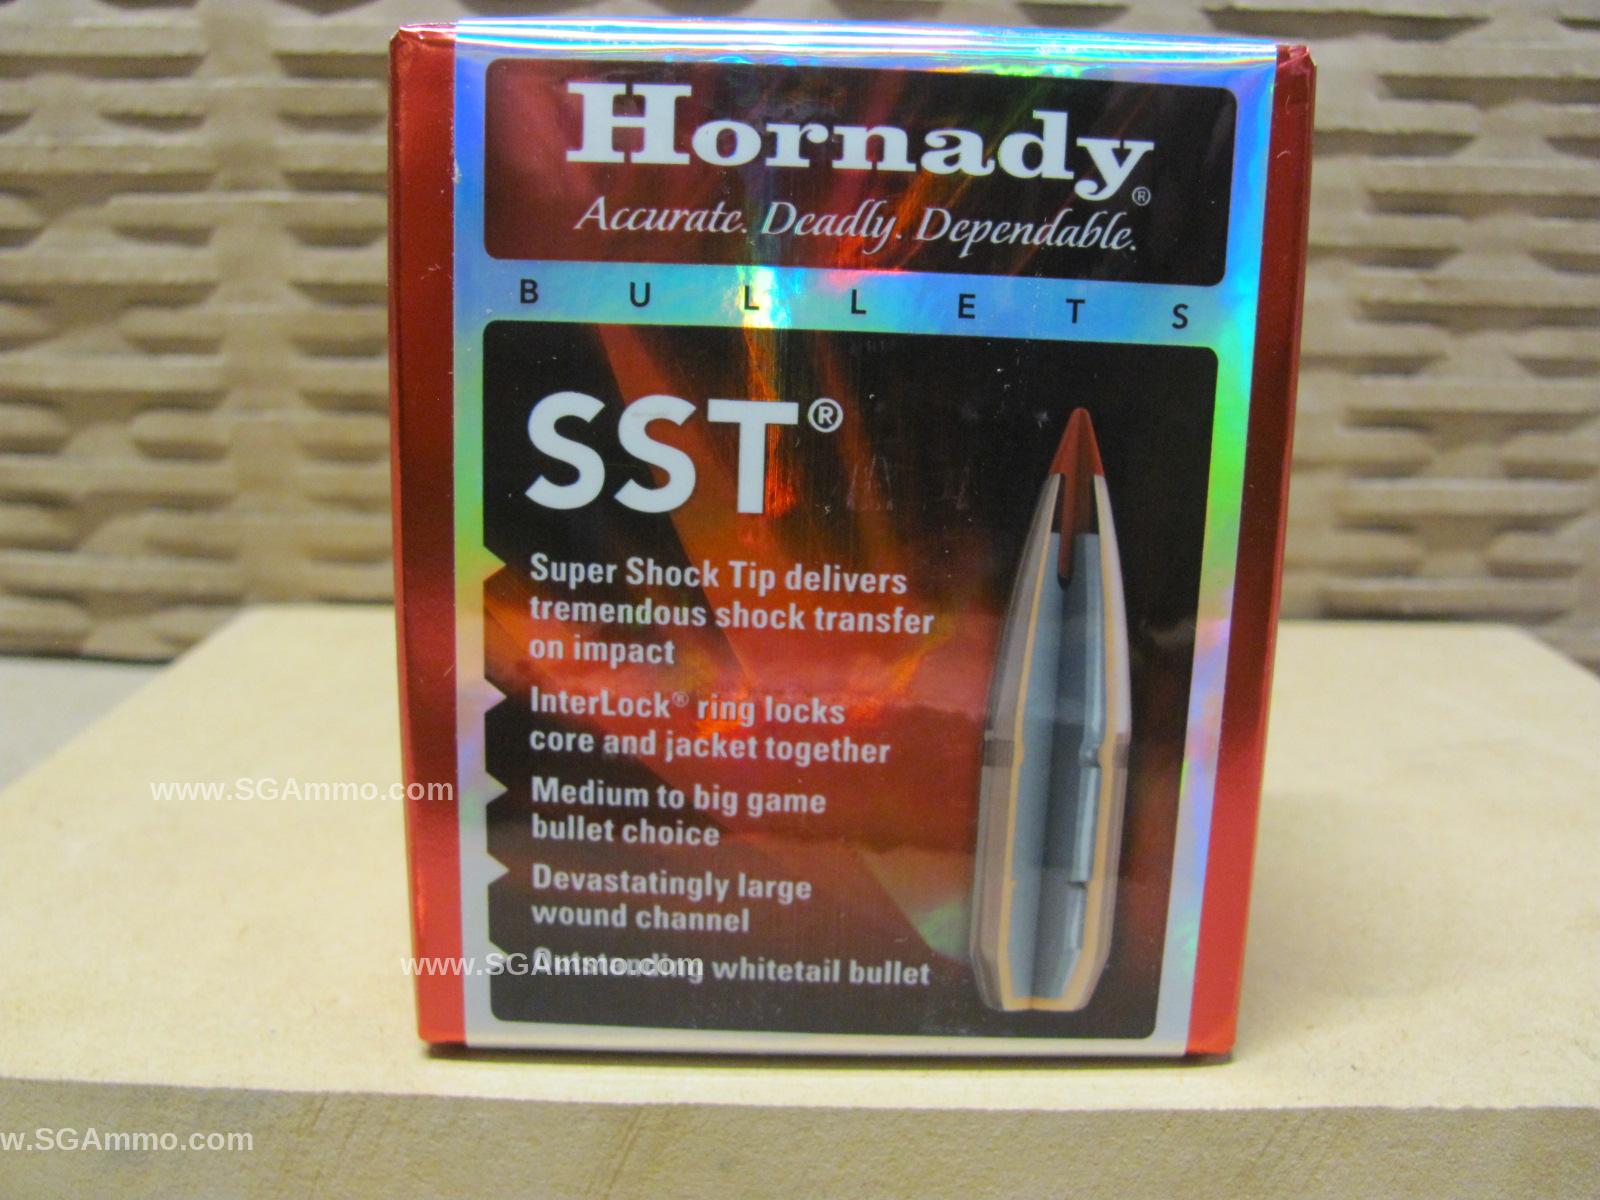 Hornady®
Accurate. Deadly. Dependable.
BULLETS
SST®
Super Shock Tip delivers
tremendous shock transfer
on impact
InterLock® ring locks
core and jacket together
Medium to big game
bullet choice
www.SGAmmo.com
Devastatingly large
wound channel
Outstanding whitetail bullet
www.SGAmmo.com
w.SGAmmo.com